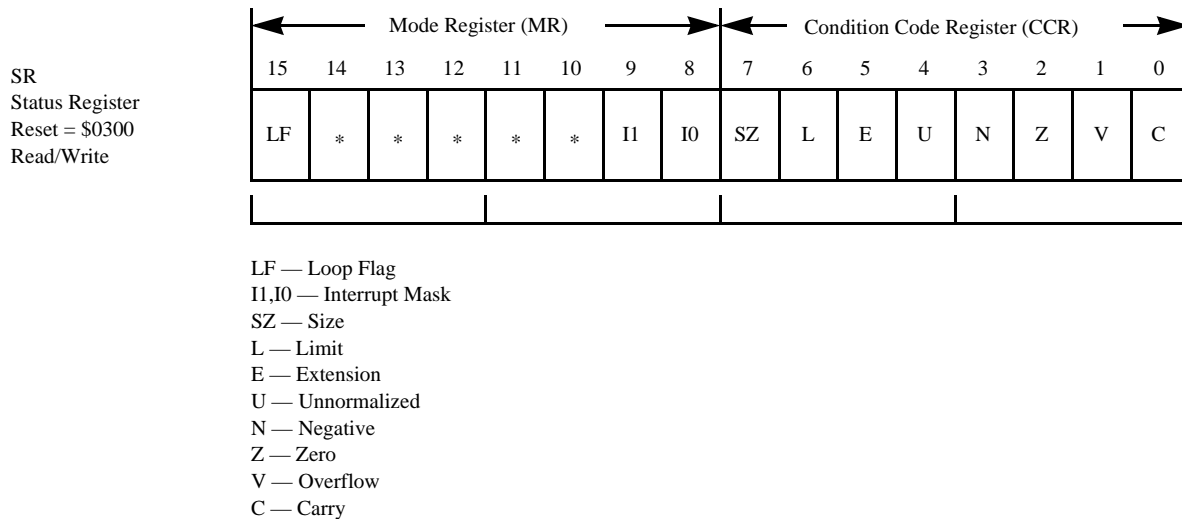 Mode Register (MR) Condition Code Register (CCR)
15 14 13 12 11 10 9 8 7 6 5 4 3 2 1 0
SR
Status Register
Reset = $0300
Read/Write
LF * * * * * I1 I0 SZ L E U N Z V C
LF — Loop Flag
I1,I0 — Interrupt Mask
SZ — Size
L — Limit
E — Extension
U — Unnormalized
N — Negative
Z — Zero
V — Overflow
C — Carry